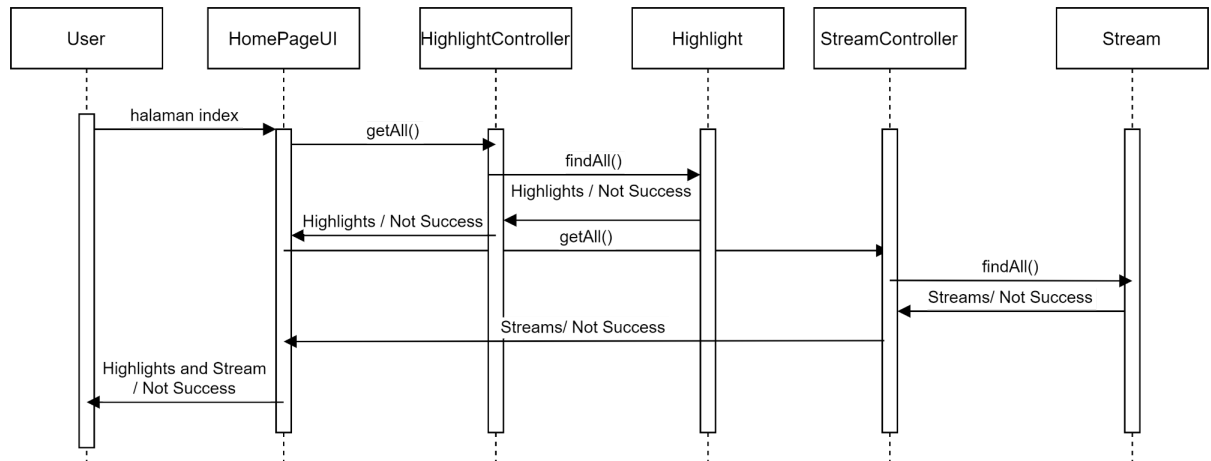 User
HomePageUI
HighlightController
Highlight
StreamController
Stream
halaman index
getAll()
findAll()
Highlights / Not Success
Highlights / Not Success
getAll()
findAll()
Streams/ Not Success
Streams/ Not Success
Highlights and Stream
/ Not Success